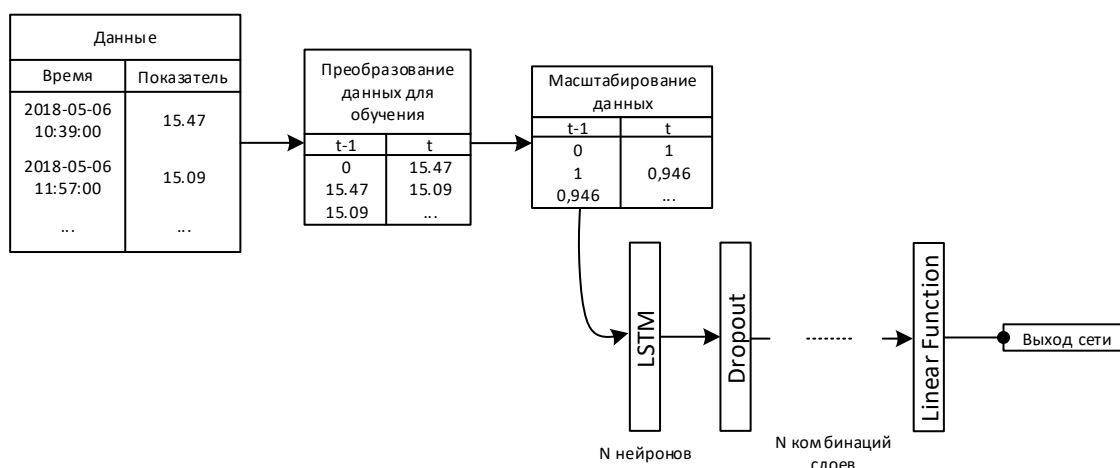 Данные
Время Показатель
2018-05-06
10:39:00
15.47
2018-05-06
11:57:00
15.09
... ...
Преобразование
данных для
обучения
t-1 t
0 15.47
15.47 15.09
15.09 ...
Масштабирование
данных
t-1 t
0 1
1 0,946
0,946 ...
LSTM
Dropout
Linear Function
Выход сети
N нейронов
N комбинаций
слоев